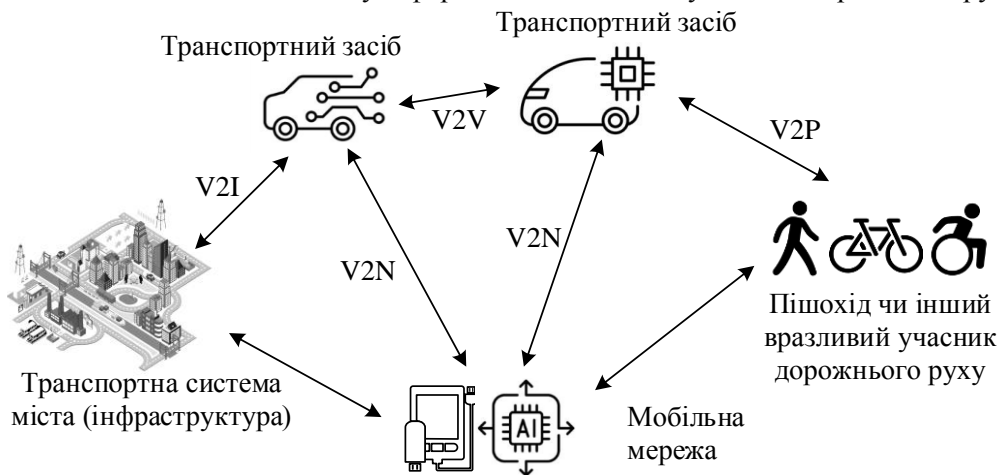 Транспортний засіб
Транспортний засіб
V2V
V2P
V2I
V2N
V2N
Пішохід чи інший
вразливий учасник
дорожнього руху
Транспортна система
міста (інфраструктура)
AI
Мобільна
мережа